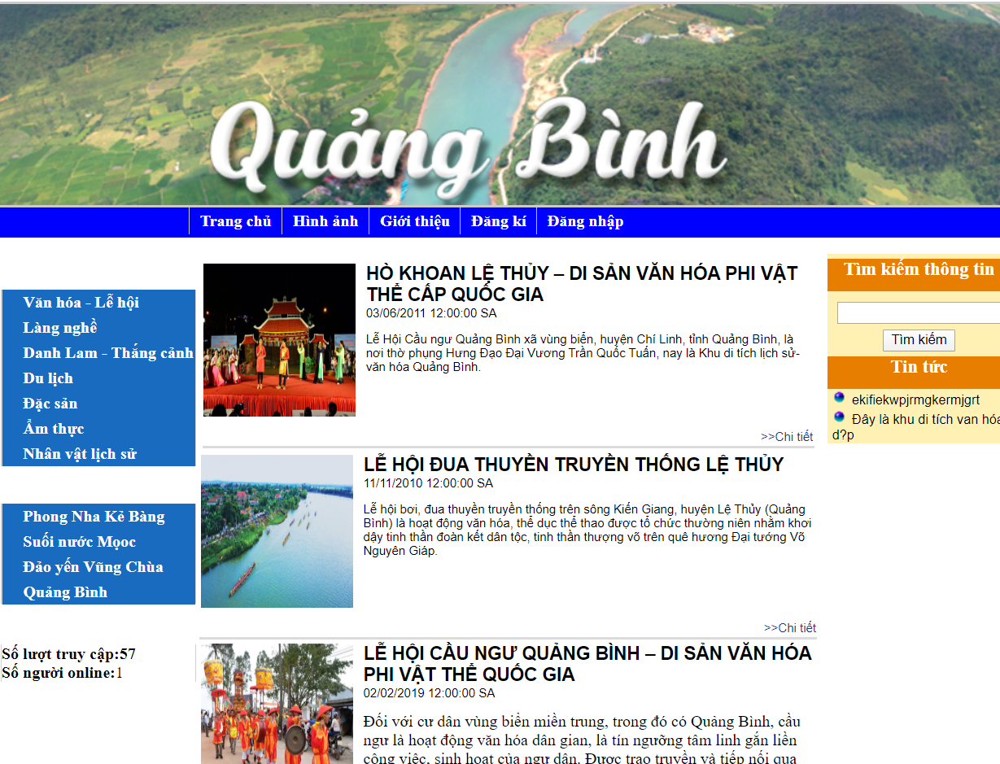 Quảng Bình
Trang chủ
Hình ảnh
Giới thiệu
Đăng kí
Đăng nhập
Văn hóa - Lễ hội
Làng nghề
Danh Lam - Thắng cảnh
Du lịch
Đặc sản
Ẩm thực
Nhân vật lịch sử
Phong Nha Kẻ Bàng
Suối nước Mọoc
Đảo yến Vũng Chùa
Quảng Bình
Số lượt truy cập:57
Số người online:1
HÒ KHOAN LỆ THỦY – DI SẢN VĂN HÓA PHI VẬT
THỂ CẤP QUỐC GIA
03/06/2011 12:00:00 SA
Lễ Hội Cầu ngư Quảng Bình xã vùng biển, huyện Chí Linh, tỉnh Quảng Bình, là
nơi thờ phụng Hưng Đạo Đại Vương Trần Quốc Tuấn, nay là Khu di tích lịch sử-
văn hóa Quảng Bình.
>>Chi tiết
LỄ HỘI ĐUA THUYỀN TRUYỀN THỐNG LỆ THỦY
11/11/2010 12:00:00 SA
Lễ hội bơi, đua thuyền truyền thống trên sông Kiến Giang, huyện Lệ Thủy (Quảng
Bình) là hoạt động văn hóa, thể dục thể thao được tổ chức thường niên nhằm khơi
dậy tinh thần đoàn kết dân tộc, tinh thần thượng võ trên quê hương Đại tướng Võ
Nguyên Giáp.
>>Chi tiết
LỄ HỘI CẦU NGƯ QUẢNG BÌNH – DI SẢN VĂN HÓA
PHI VẬT THỂ QUỐC GIA
02/02/2019 12:00:00 SA
Đối với cư dân vùng biển miền trung, trong đó có Quảng Bình, cầu
ngư là hoạt động văn hóa dân gian, là tín ngưỡng tâm linh gắn liền
công việc, sinh hoạt của ngư dân. Được trao truyền và tiếp nối qua
Tìm kiếm thông tin
Tìm kiếm
Tin tức
ekifiekwpjrmgkermjgrt
Đây là khu di tích van hóa
d?p